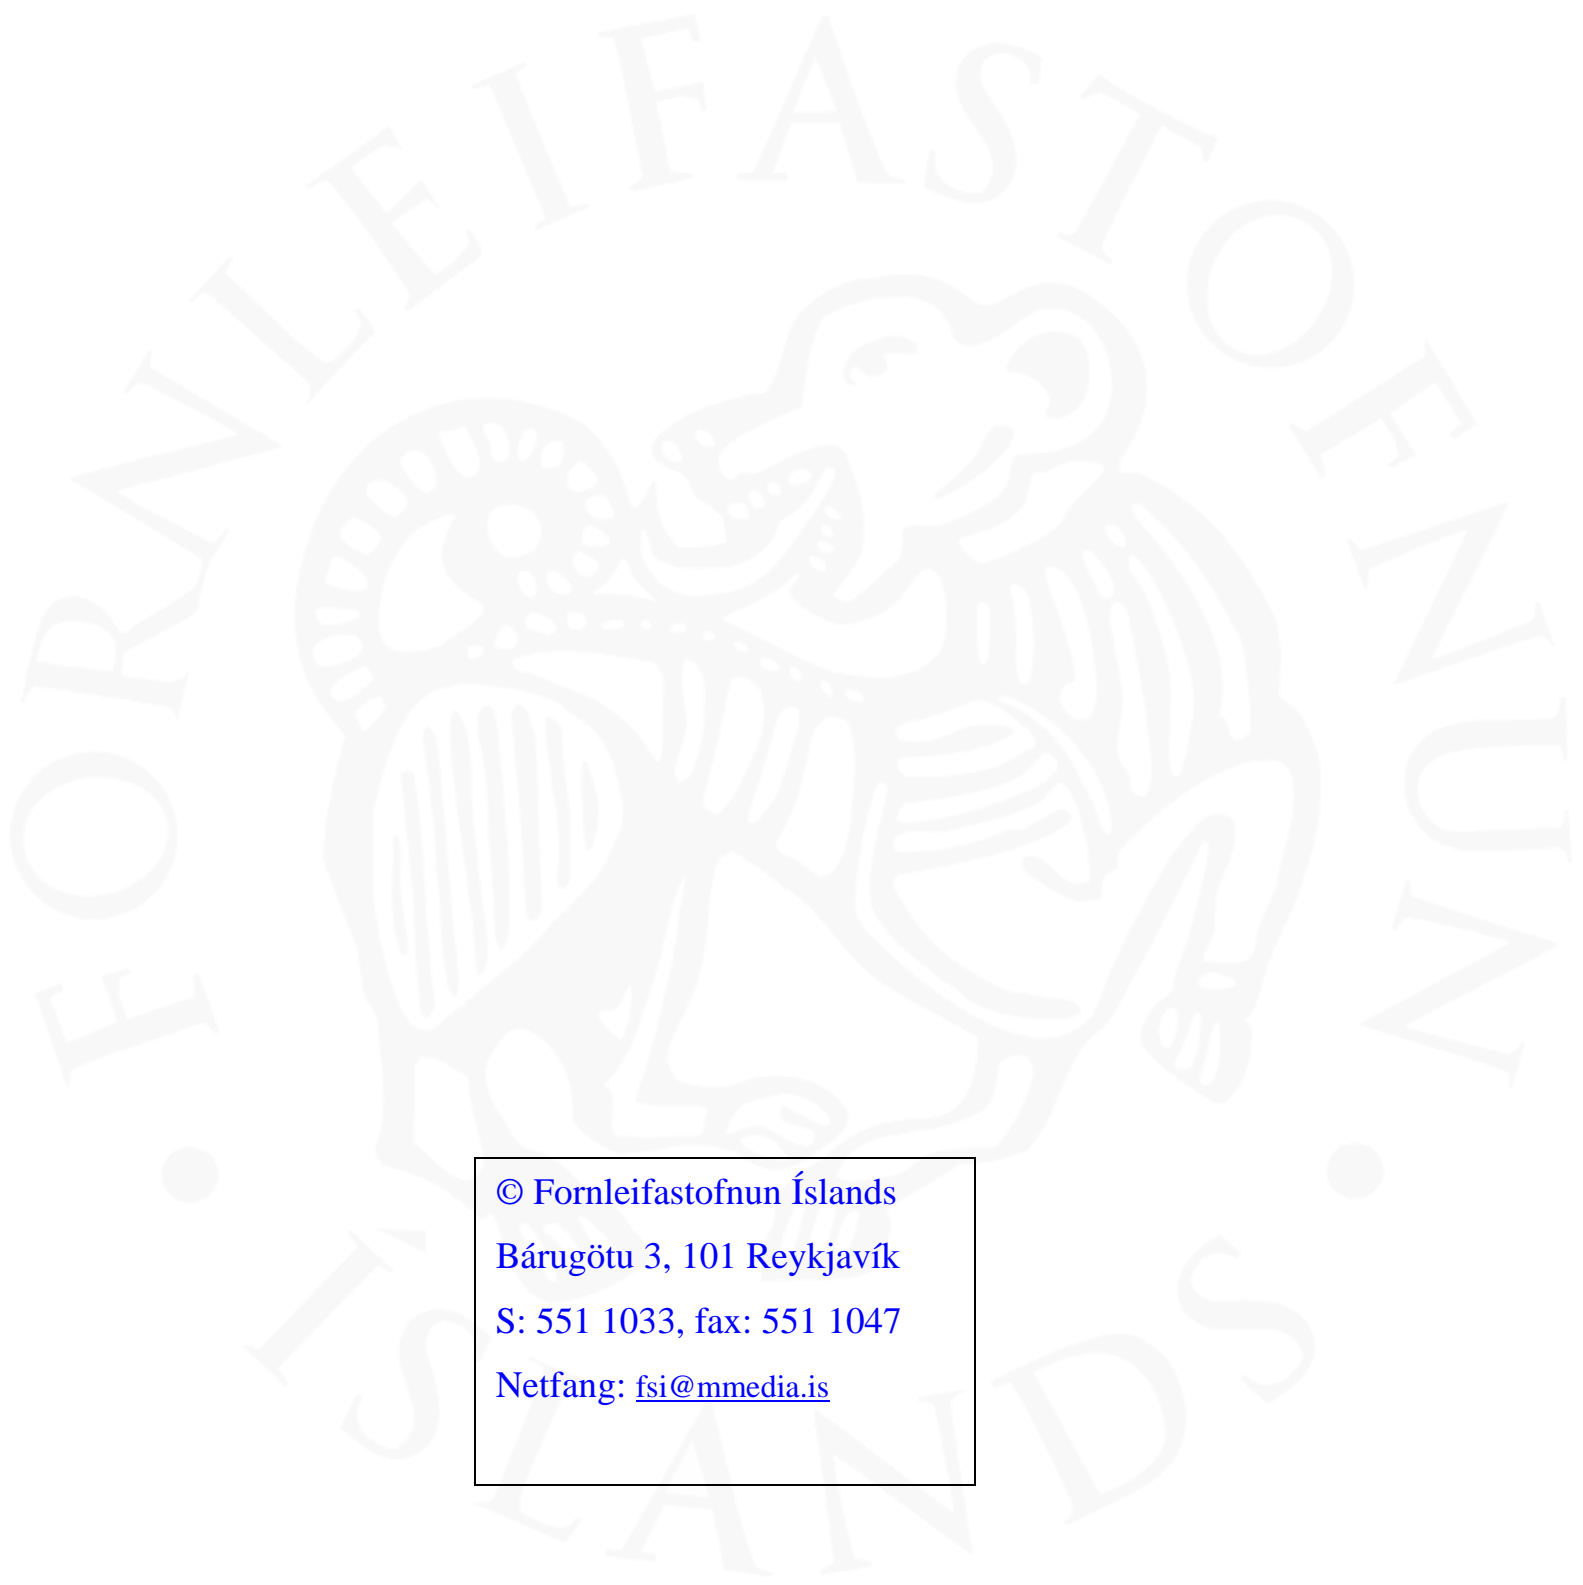 FORNLEIFASTOFNUN
• ÍSLANDS •
© Fornleifastofnun Íslands
Bárugötu 3, 101 Reykjavík
S: 551 1033, fax: 551 1047
Netfang: fsi@mmedia.is